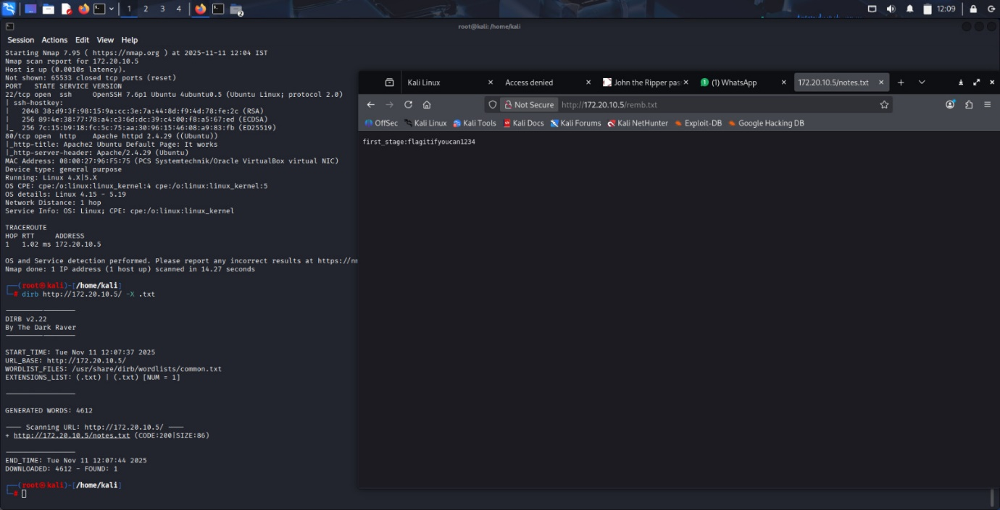 1 2 3 4
2
12:09
root@kali: /home/kali
Session Actions Edit View Help
Starting Nmap 7.95 ( https://nmap.org ) at 2025-11-11 12:04 IST
Nmap scan report for 172.20.10.5
Host is up (0.0010s latency).
Not shown: 65533 closed tcp ports (reset)
PORT   STATE SERVICE VERSION
22/tcp open  ssh     OpenSSH 7.6p1 Ubuntu 4ubuntu0.5 (Ubuntu Linux; protocol 2.0)
| ssh-hostkey:
|   2048 38:d9:3f:98:15:9a:cc:3e:7a:44:8d:f9:4d:78:fe:2c (RSA)
|   256 89:4e:38:77:78:a4:c3:6d:dc:39:c4:00:f8:a5:67:ed (ECDSA)
|_  256 7c:15:b9:18:fc:5c:75:aa:30:96:15:46:08:a9:83:fb (ED25519)
80/tcp open  http    Apache httpd 2.4.29 ((Ubuntu))
|_http-title: Apache2 Ubuntu Default Page: It works
|_http-server-header: Apache/2.4.29 (Ubuntu)
MAC Address: 08:00:27:96:F5:75 (PCS Systemtechnik/Oracle VirtualBox virtual NIC)
Device type: general purpose
Running: Linux 4.X|5.X
OS CPE: cpe:/o:linux:linux_kernel:4 cpe:/o:linux:linux_kernel:5
OS details: Linux 4.15 - 5.19
Network Distance: 1 hop
Service Info: OS: Linux; CPE: cpe:/o:linux:linux_kernel
TRACEROUTE
HOP RTT     ADDRESS
1   1.02 ms 172.20.10.5
OS and Service detection performed. Please report any incorrect results at https://nm
Nmap done: 1 IP address (1 host up) scanned in 14.27 seconds
(root㉿kali)-[/home/kali]
# dirb http://172.20.10.5/ -X .txt
DIRB v2.22
By The Dark Raver
START_TIME: Tue Nov 11 12:07:37 2025
URL_BASE: http://172.20.10.5/
WORDLIST_FILES: /usr/share/dirb/wordlists/common.txt
EXTENSIONS_LIST: (.txt) | (.txt) [NUM = 1]
GENERATED WORDS: 4612
---- Scanning URL: http://172.20.10.5/ ----
+ http://172.20.10.5/notes.txt (CODE:200|SIZE:86)
END_TIME: Tue Nov 11 12:07:44 2025
DOWNLOADED: 4612 - FOUND: 1
(root㉿kali)-[/home/kali]
#
Kali Linux × Access denied × John the Ripper pas × (1) WhatsApp × 172.20.10.5/notes.txt ×
Not Secure http://172.20.10.5/remb.txt
OffSec Kali Linux Kali Tools Kali Docs Kali Forums Kali NetHunter Exploit-DB Google Hacking DB
first_stage:flagitifyoucan1234